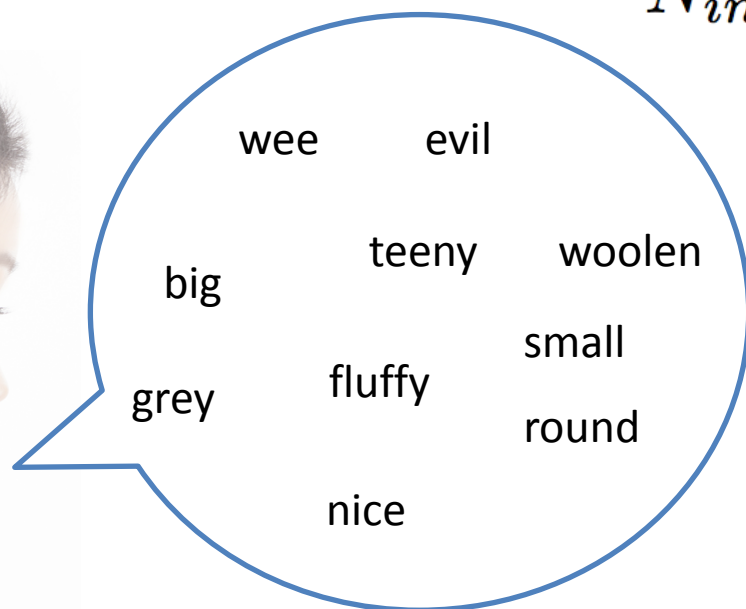 wee evil
teeny woolen
big
small
fluffy
grey
round
nice